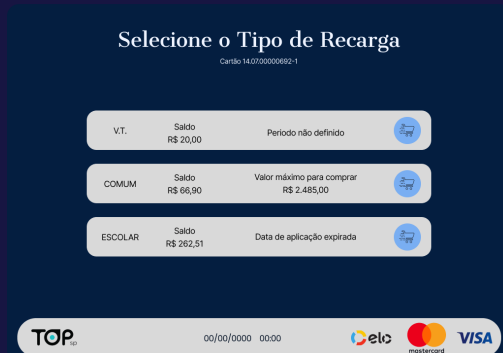 Selecione o Tipo de Recarga
Cartão 14.07.00000692-1
V.T.
Saldo
R$ 20,00
Periodo não definido
COMUM
Saldo
R$ 66,90
Valor máximo para comprar
R$ 2.485,00
ESCOLAR
Saldo
R$ 262,51
Data de aplicação expirada
TOP sp
00/00/0000 00:00
elo
mastercard
VISA